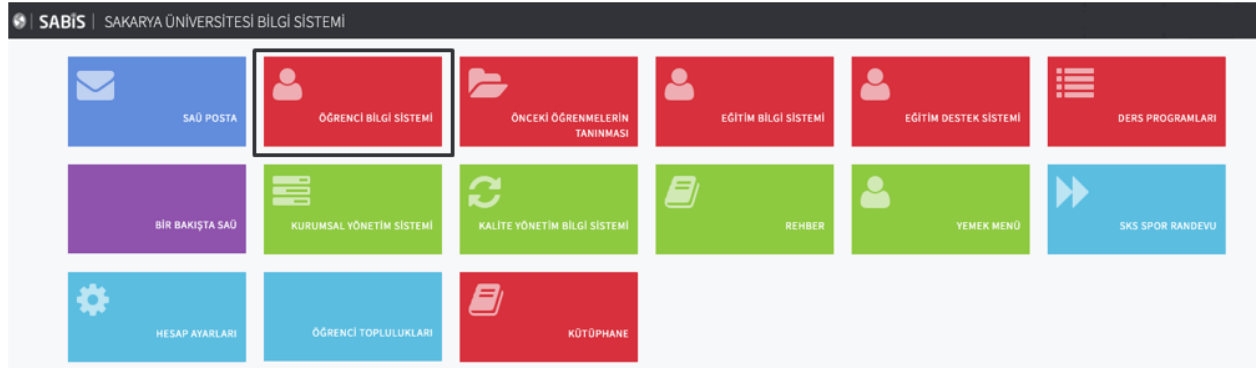 SABİS | SAKARYA ÜNİVERSİTESİ BİLGİ SİSTEMİ
SAÜ POSTA
ÖĞRENCİ BİLGİ SİSTEMİ
ÖNCEKİ ÖĞRENMELERİN
TANINMASI
EĞİTİM BİLGİ SİSTEMİ
EĞİTİM DESTEK SİSTEMİ
DERS PROGRAMLARI
BİR BAKIŞTA SAÜ
KURUMSAL YÖNETİM SİSTEMİ
KALİTE YÖNETİM BİLGİ SİSTEMİ
REHBER
YEMEK MENÜ
SKS SPOR RANDEVU
HESAP AYARLARI
ÖĞRENCİ TOPLULUKLARI
KÜTÜPHANE